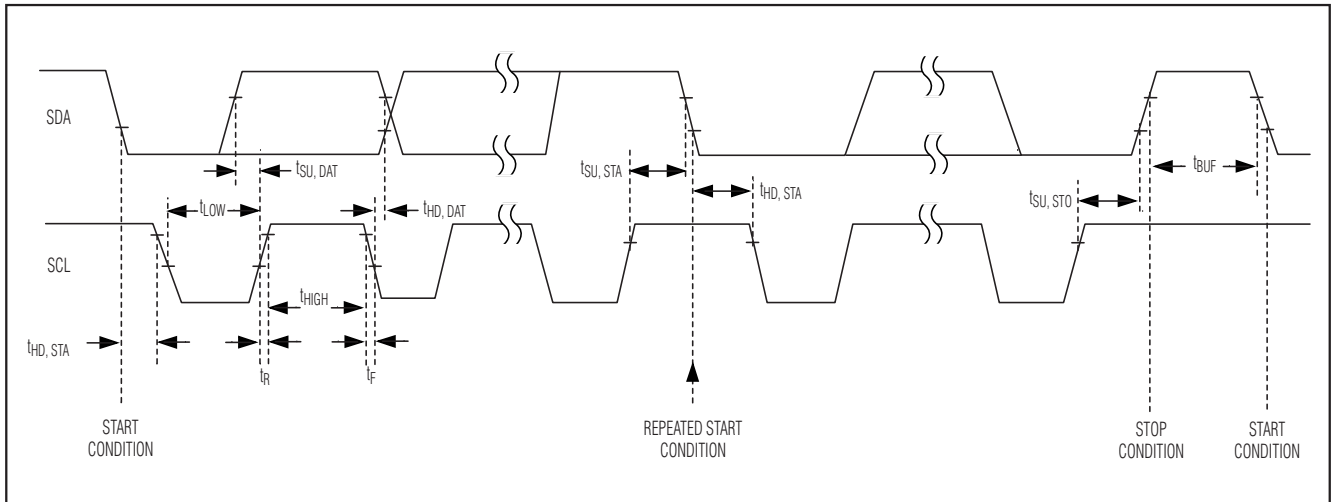 SDA
tSU, DAT
tSU, STA
tHD, STA
tBUF
tLOW
tHD, DAT
tSU, STO
SCL
tHIGH
tHD, STA
tR
tF
START
CONDITION
REPEATED START
CONDITION
STOP
CONDITION
START
CONDITION